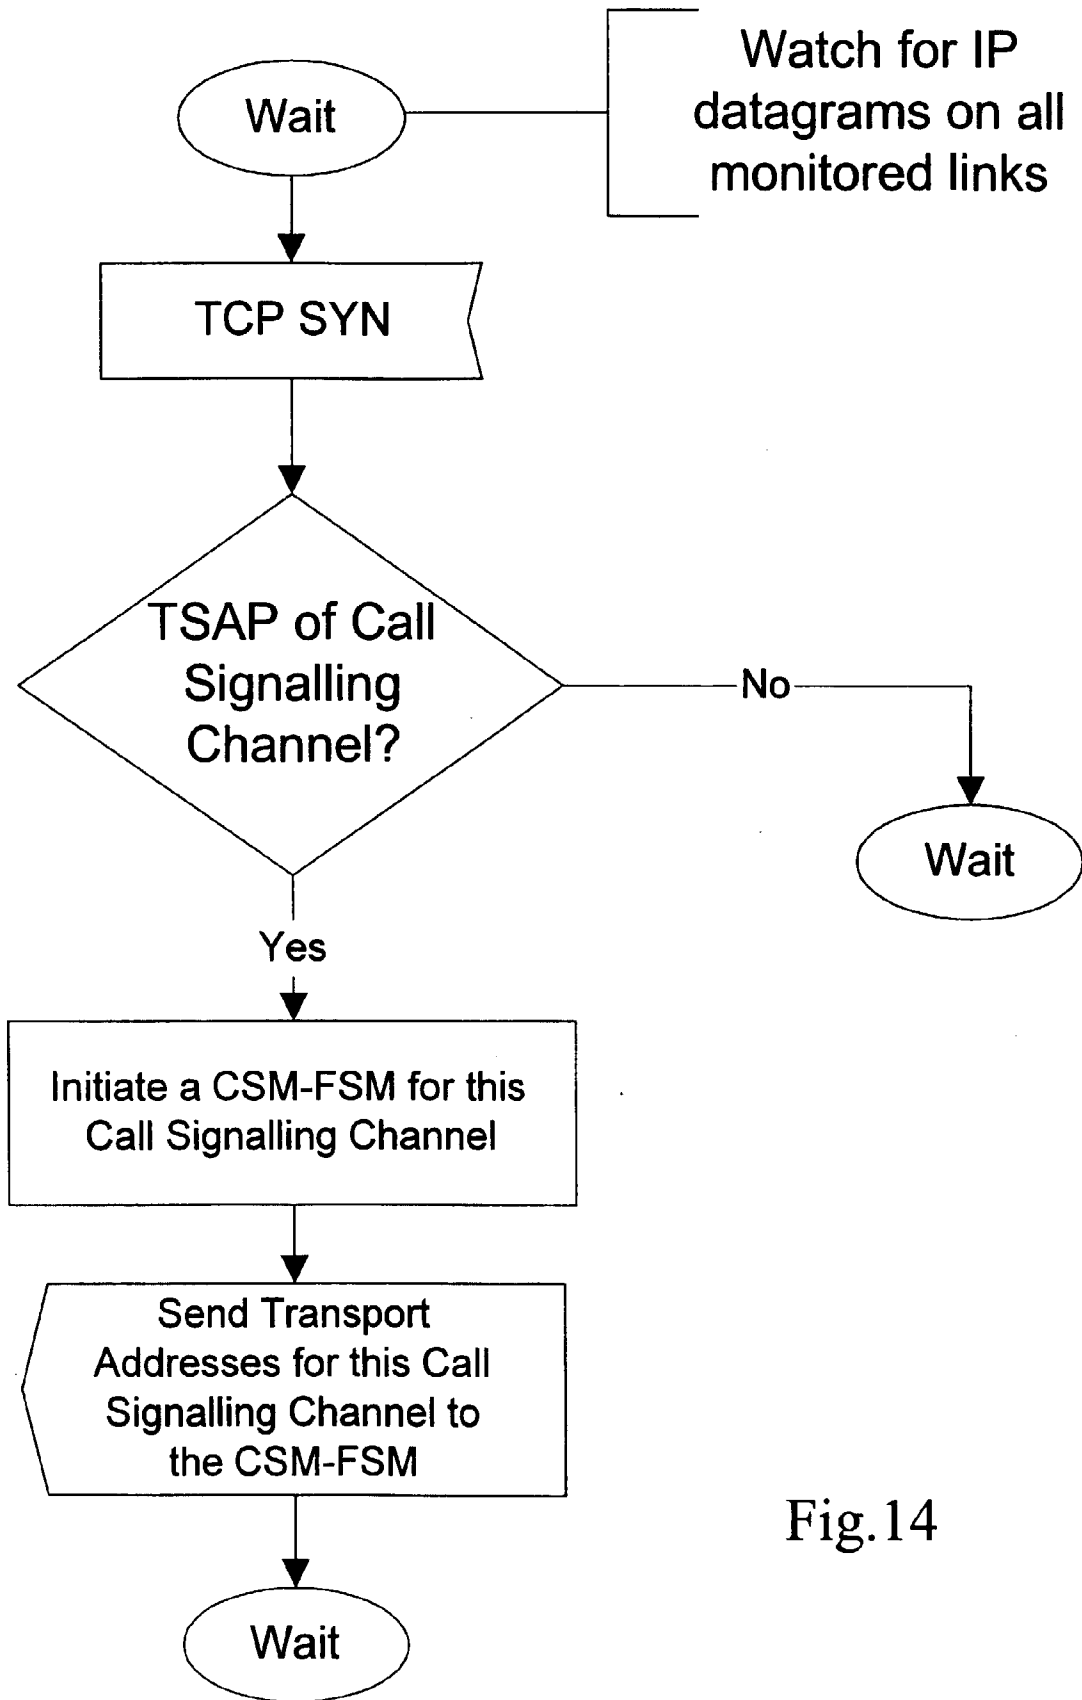 Wait
Watch for IP
datagrams on all
monitored links
TCP SYN
TSAP of Call
Signalling
Channel?
No
Wait
Yes
Initiate a CSM-FSM for this
Call Signalling Channel
Send Transport
Addresses for this Call
Signalling Channel to
the CSM-FSM
Wait
Fig.14